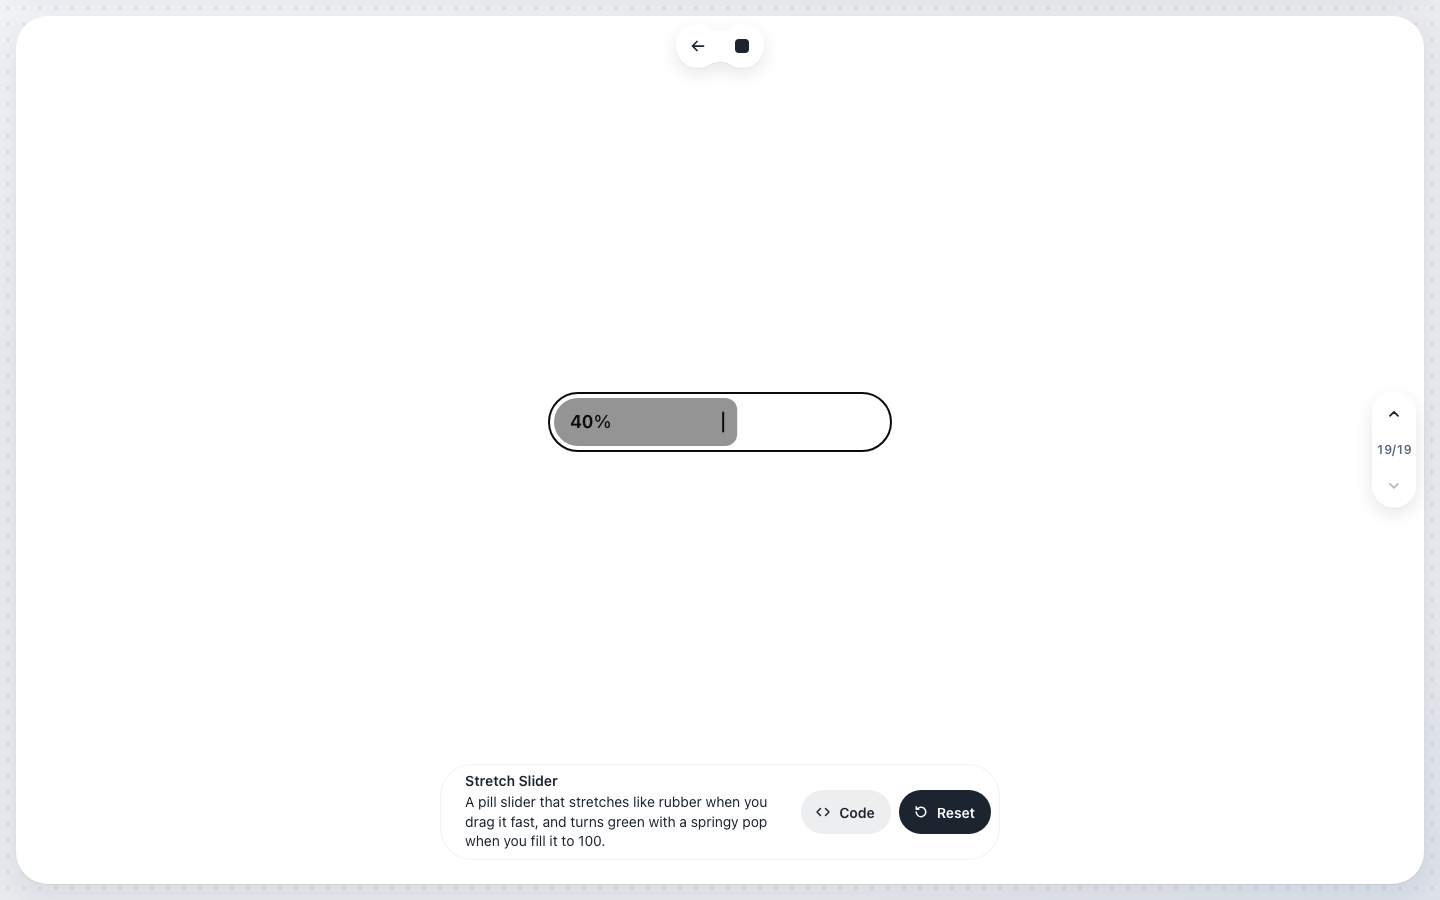 40%
19/19
Stretch Slider
A pill slider that stretches like rubber when you
drag it fast, and turns green with a springy pop
when you fill it to 100.
Code
Reset